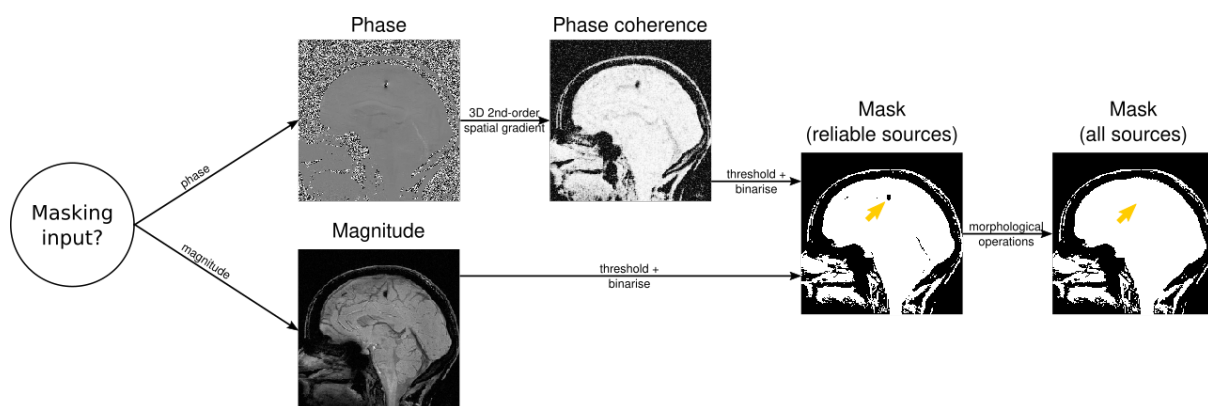 Masking
input?
phase
magnitude
Phase
3D 2nd-order
spatial gradient
Phase coherence
threshold +
binarise
Magnitude
threshold +
binarise
Mask
(reliable sources)
morphological
operations
Mask
(all sources)